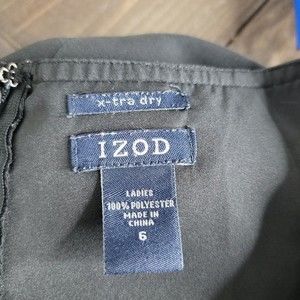 x-tra dry
IZOD
LADIES
100% POLYESTER
MADE IN
CHINA
6